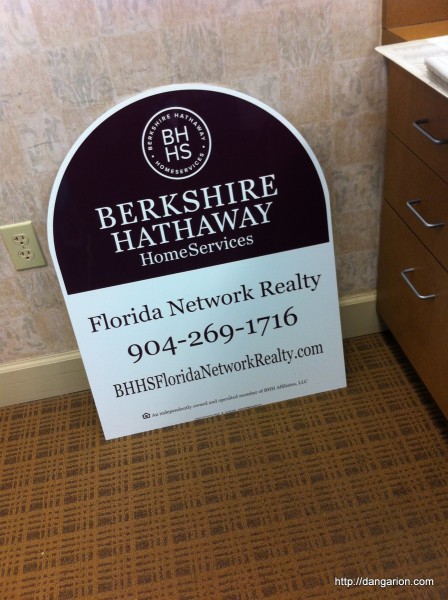 BERKSHIRE HATHAWAY
BH
HS
HOMESERVICES
BERKSHIRE
HATHAWAY
HomeServices
Florida Network Realty
904-269-1716
BHHSFloridaNetworkRealty.com
An independently owned and operated member of BHH Affiliates, LLC
http://dangarion.com